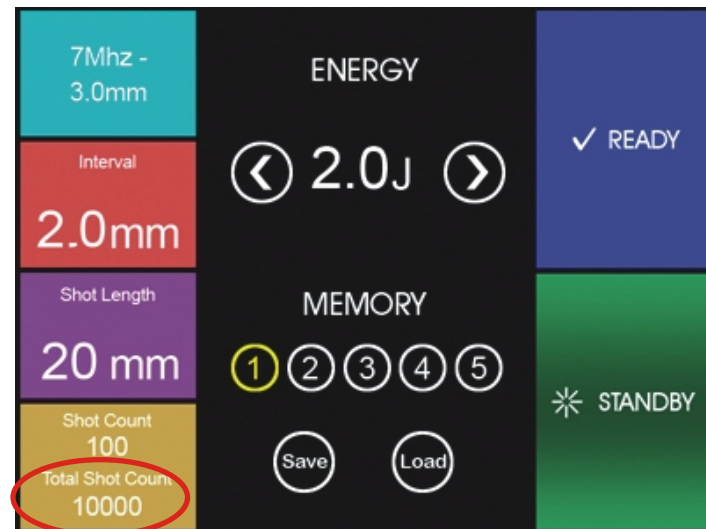 7Mhz -
3.0mm
Interval
2.0mm
Shot Length
20 mm
Shot Count
100
Total Shot Count
10000
ENERGY
2.0J
MEMORY
1 2 3 4 5
Save Load
READY
STANDBY